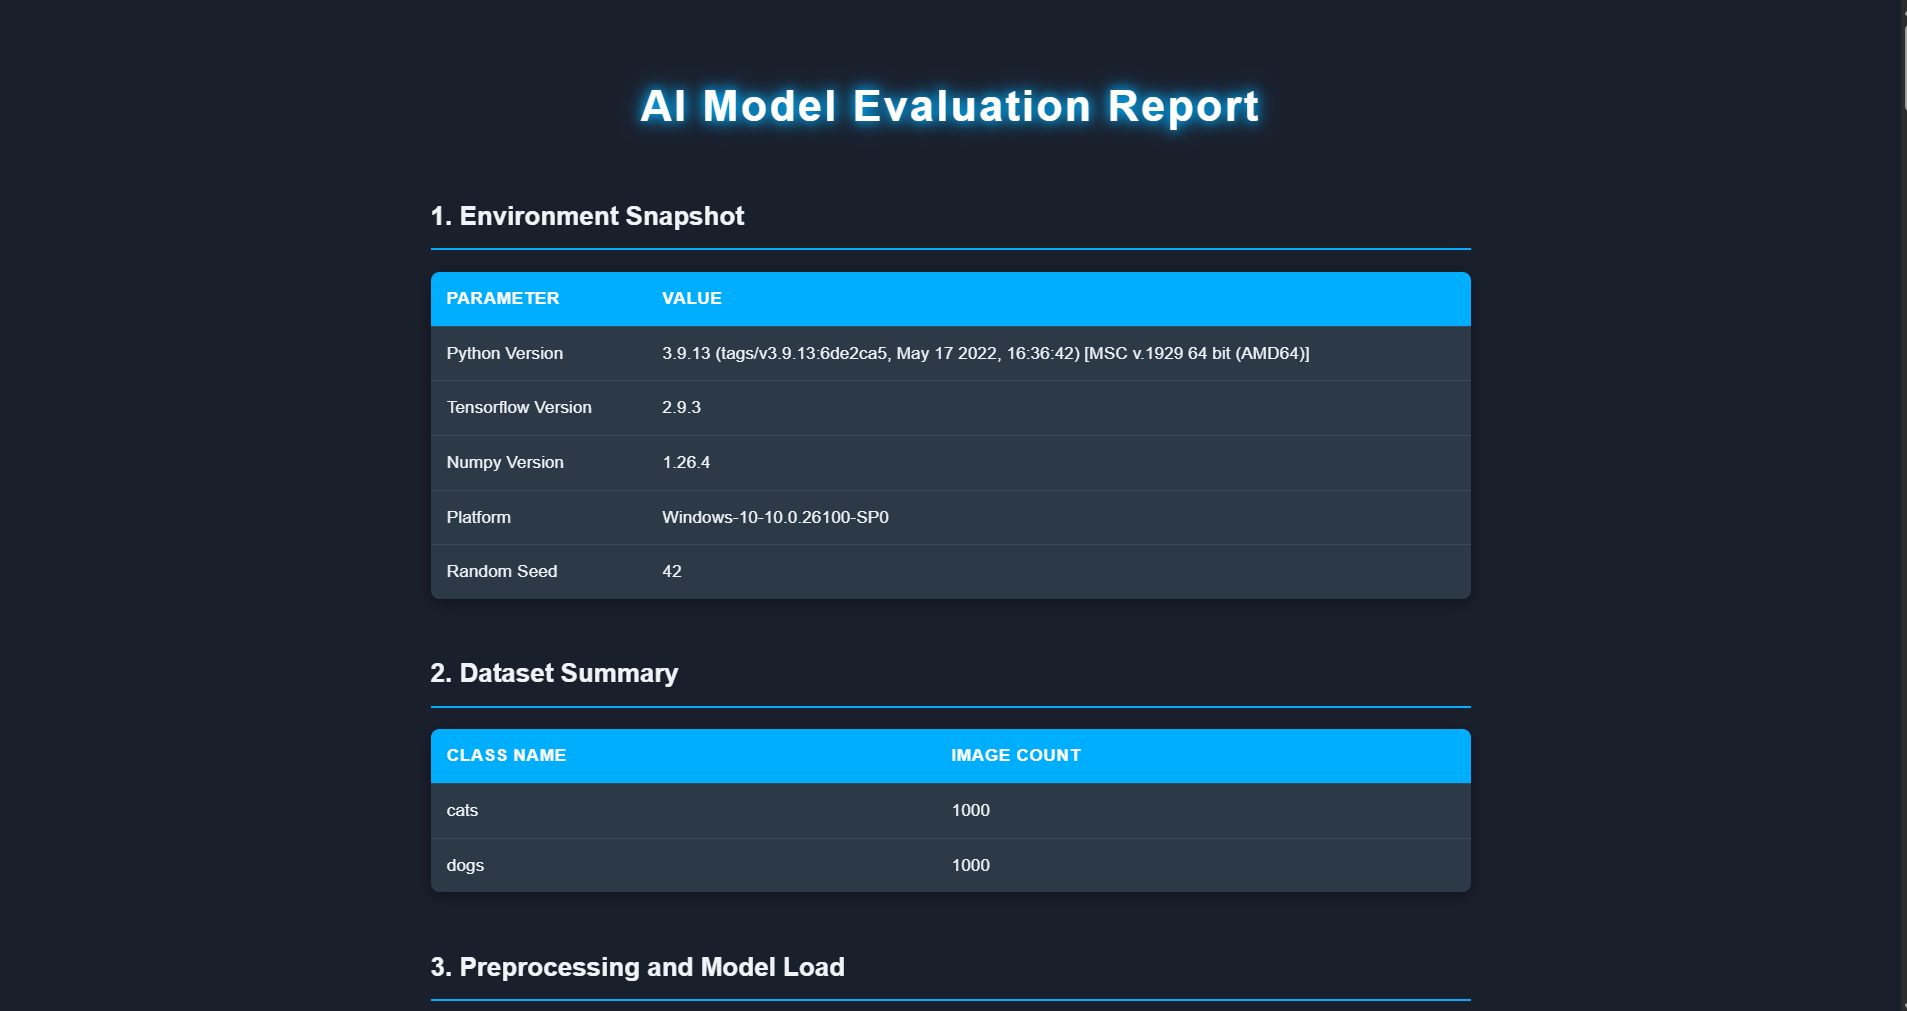 AI Model Evaluation Report
1. Environment Snapshot
PARAMETER VALUE
Python Version 3.9.13 (tags/v3.9.13:6de2ca5, May 17 2022, 16:36:42) [MSC v.1929 64 bit (AMD64)]
Tensorflow Version 2.9.3
Numpy Version 1.26.4
Platform Windows-10-10.0.26100-SP0
Random Seed 42
2. Dataset Summary
CLASS NAME IMAGE COUNT
cats 1000
dogs 1000
3. Preprocessing and Model Load